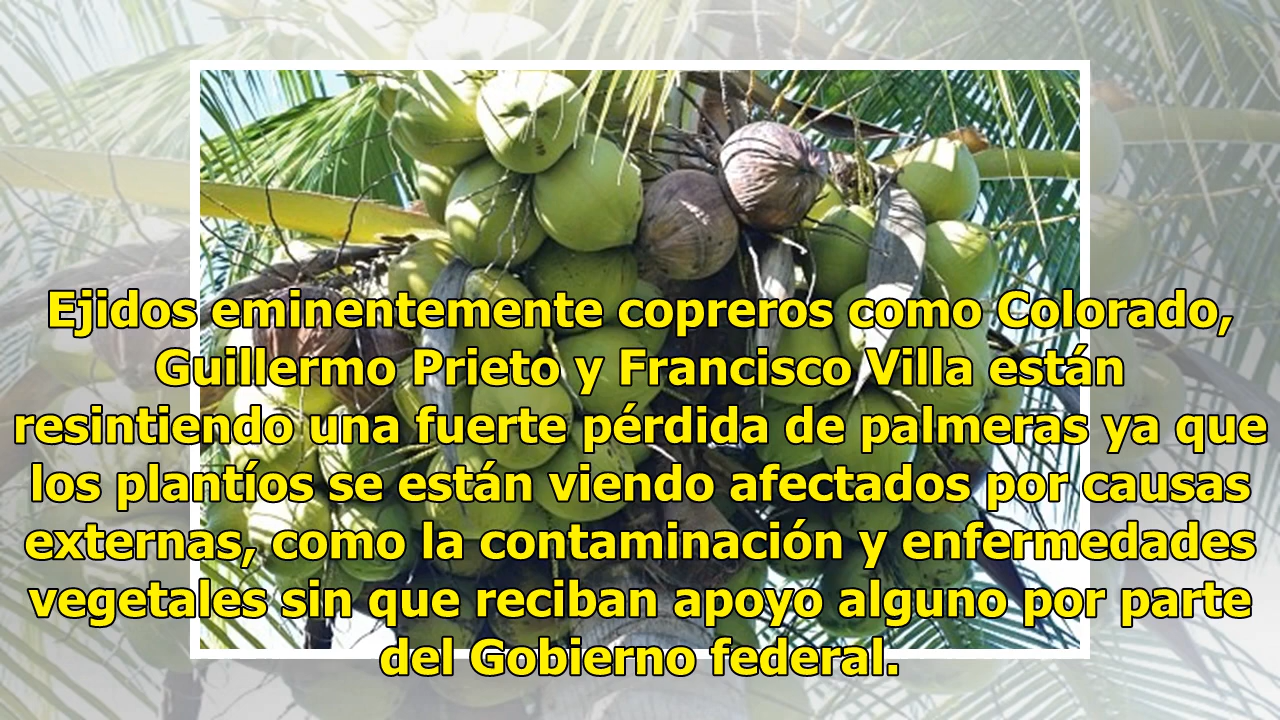 Ejidos eminentemente copreros como Colorado,
Guillermo Prieto y Francisco Villa están
resintiendo una fuerte pérdida de palmeras ya que
los plantíos se están viendo afectados por causas
externas, como la contaminación y enfermedades
vegetales sin que reciban apoyo alguno por parte
del Gobierno federal.